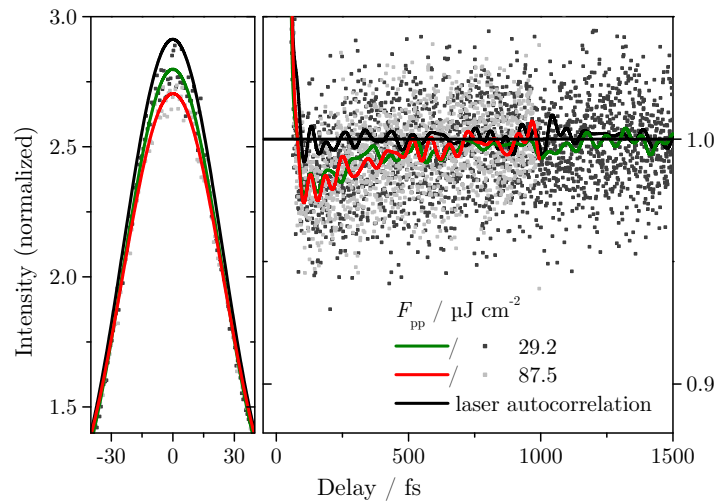 3.0
2.5
2.0
1.5
Intensity (normalized)
-30 0 30
1.0
0.9
F_pp / µJ cm⁻²
/ 29.2
/ 87.5
laser autocorrelation
0 500 1000 1500
Delay / fs